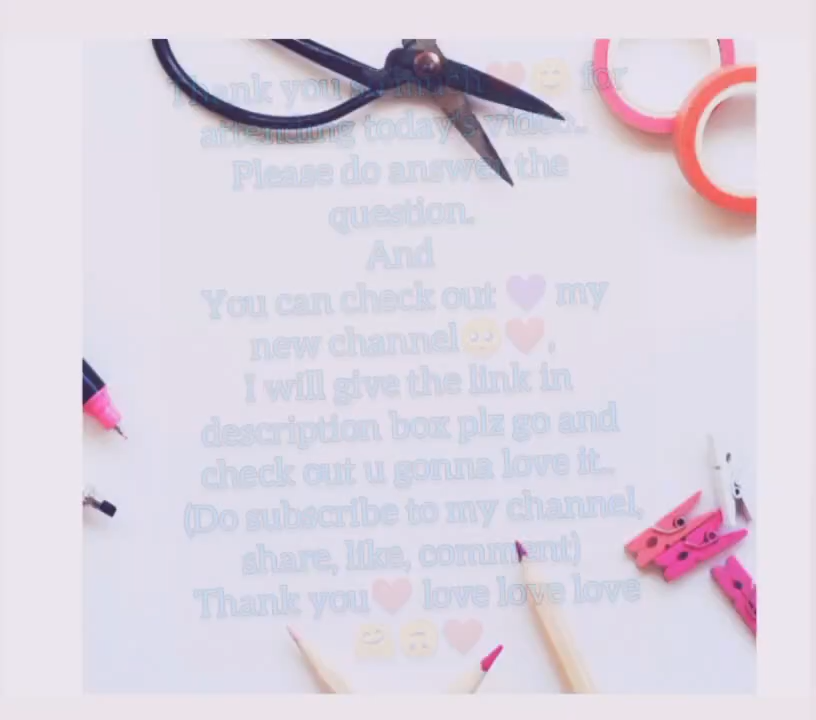 Thank you so much❤️😊 for
attending today's video..
Please do answer the
question.
And
You can check out 💜 my
new channel🥺❤️,
I will give the link in
description box plz go and
check out u gonna love it..
(Do subscribe to my channel,
share, like, comment)
Thank you❤️ love love love
🤗🙃❤️